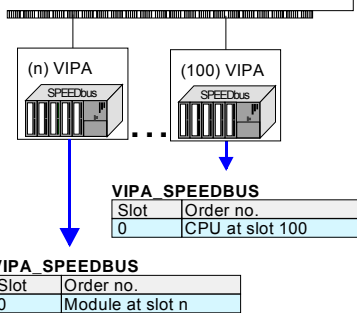 (n) VIPA
SPEEDbus
(100) VIPA
SPEEDbus
...
VIPA_SPEEDBUS
Slot Order no.
0 CPU at slot 100
VIPA_SPEEDBUS
Slot Order no.
0 Module at slot n